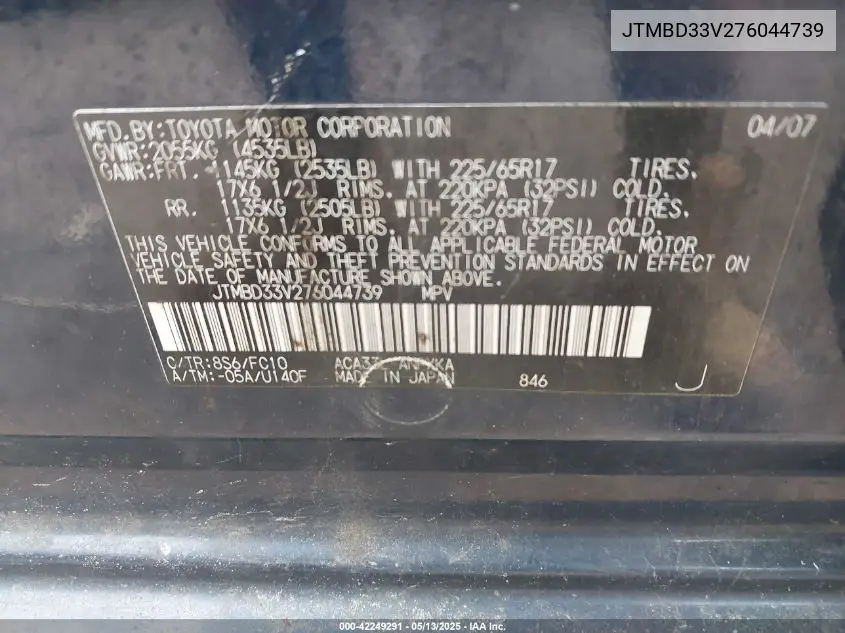 JTMBD33V276044739
MFD.BY:TOYOTA MOTOR CORPORATION 04/07
GVWR:2055KG (4535LB)
GAWR:FRT. 1145KG (2535LB) WITH 225/65R17 TIRES.
17X6 1/2J RIMS. AT 220KPA (32PSI) COLD.
RR. 1135KG (2505LB) WITH 225/65R17 TIRES.
17X6 1/2J RIMS. AT 220KPA (32PSI) COLD.
THIS VEHICLE CONFORMS TO ALL APPLICABLE FEDERAL MOTOR
VEHICLE SAFETY AND THEFT PREVENTION STANDARDS IN EFFECT ON
THE DATE OF MANUFACTURE SHOWN ABOVE.
JTMBD33V276044739 MPV
C/TR:8S6/FC10
A/TM:-05A/U140F MADE IN JAPAN 846 J
000-42249291 - 05/13/2025 - IAA Inc.